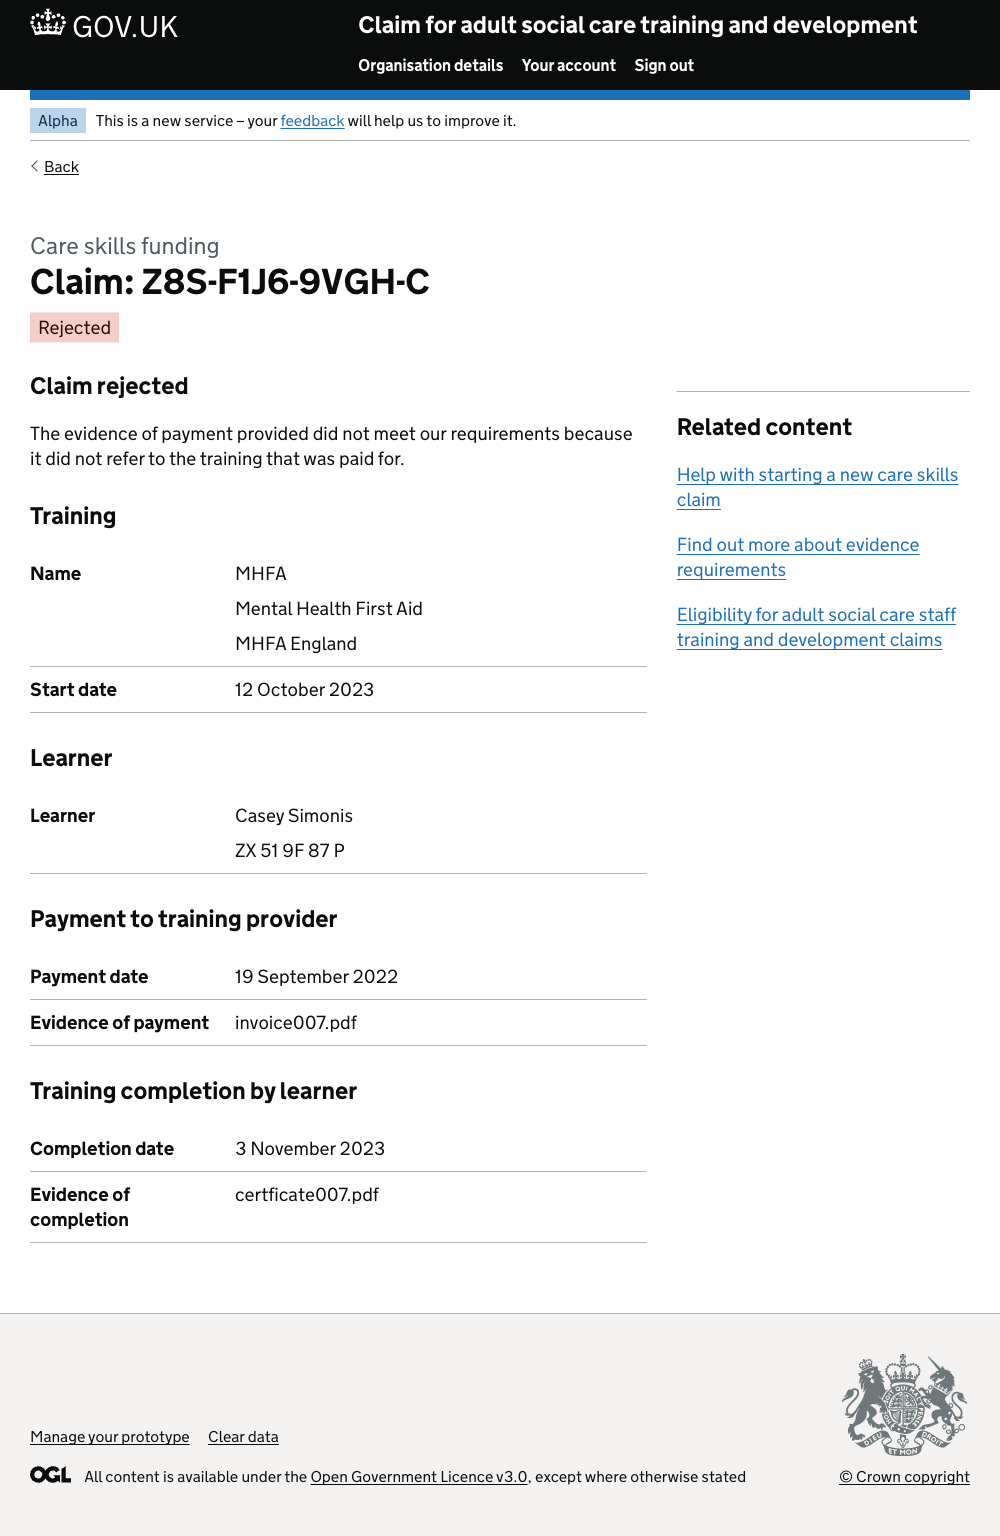 GOV.UK
Claim for adult social care training and development
Organisation details Your account Sign out
Alpha This is a new service – your feedback will help us to improve it.
Back
Care skills funding
Claim: Z8S-F1J6-9VGH-C
Rejected
Claim rejected
The evidence of payment provided did not meet our requirements because
it did not refer to the training that was paid for.
Training
Name MHFA
Mental Health First Aid
MHFA England
Start date 12 October 2023
Learner
Learner Casey Simonis
ZX 51 9F 87 P
Payment to training provider
Payment date 19 September 2022
Evidence of payment invoice007.pdf
Training completion by learner
Completion date 3 November 2023
Evidence of certficate007.pdf
completion
Related content
Help with starting a new care skills
claim
Find out more about evidence
requirements
Eligibility for adult social care staff
training and development claims
Manage your prototype Clear data
OGL All content is available under the Open Government Licence v3.0, except where otherwise stated
DIEU ET MON DROIT
© Crown copyright